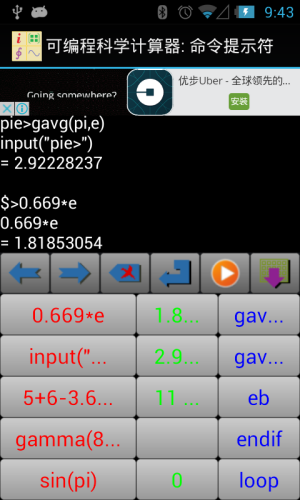 9:43
可编程科学计算器: 命令提示符
Going somewhere?
优步Uber - 全球领先的...
安装
pie>gavg(pi,e)
input("pie>")
= 2.92228237
$>0.669*e
0.669*e
= 1.81853054
0.669*e 1.8... gav...
input("... 2.9... gav...
5+6-3.6... 11 ... eb
gamma(8... endif
sin(pi) 0 loop